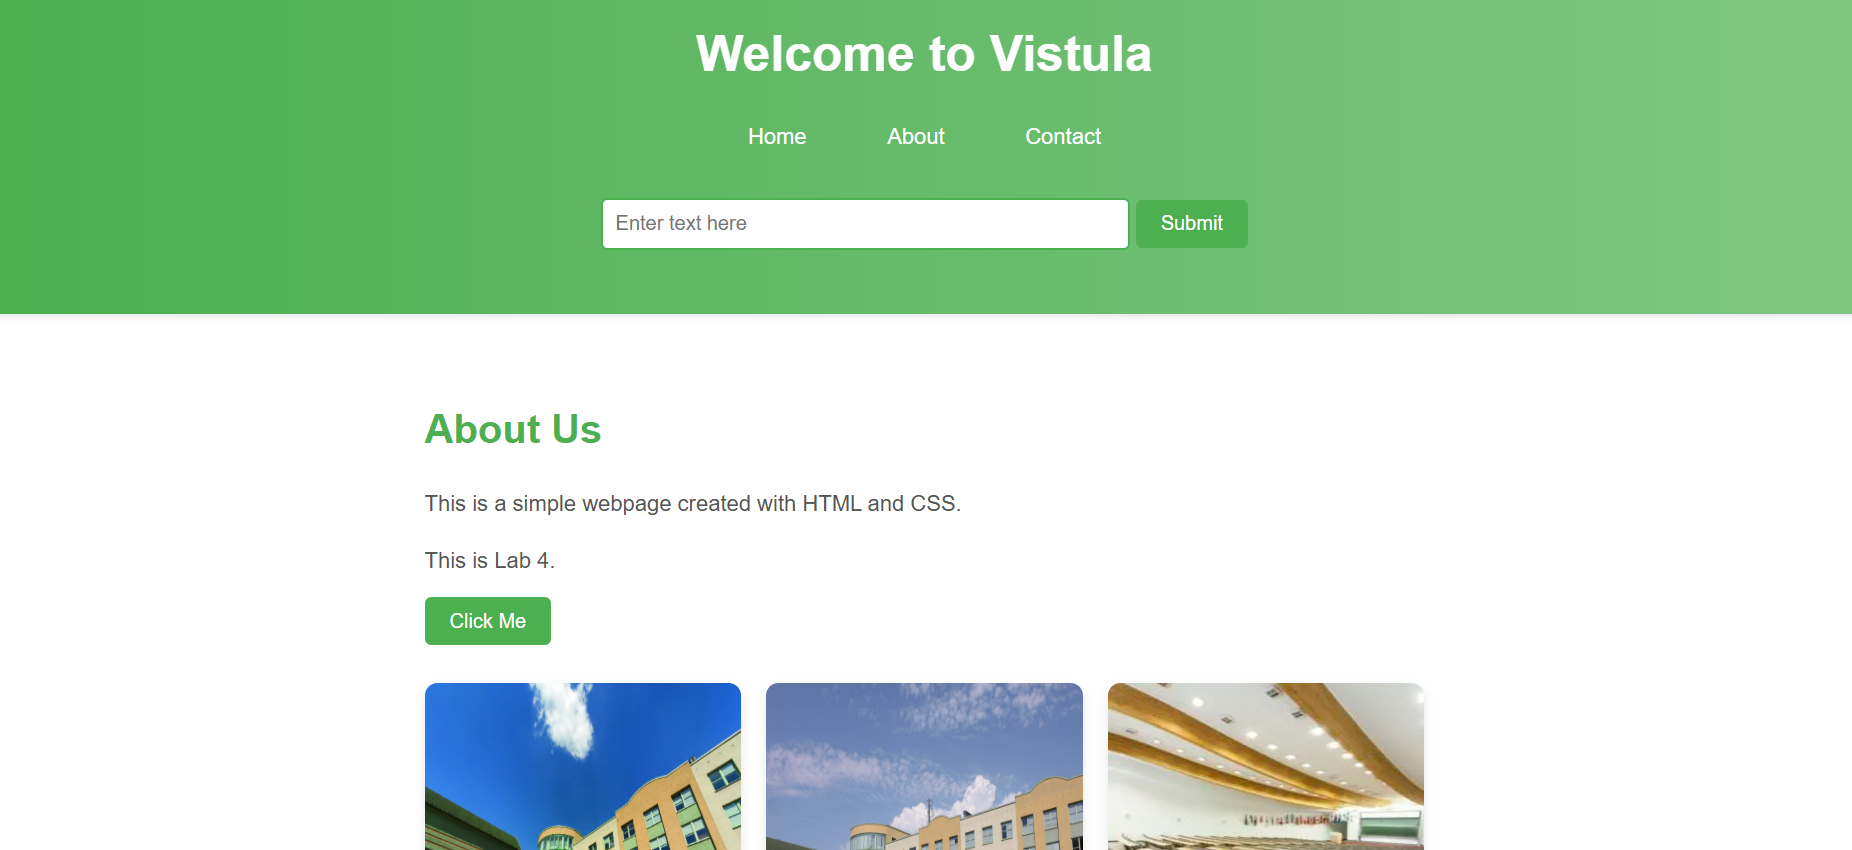 Welcome to Vistula
Home About Contact
Enter text here Submit
About Us
This is a simple webpage created with HTML and CSS.
This is Lab 4.
Click Me